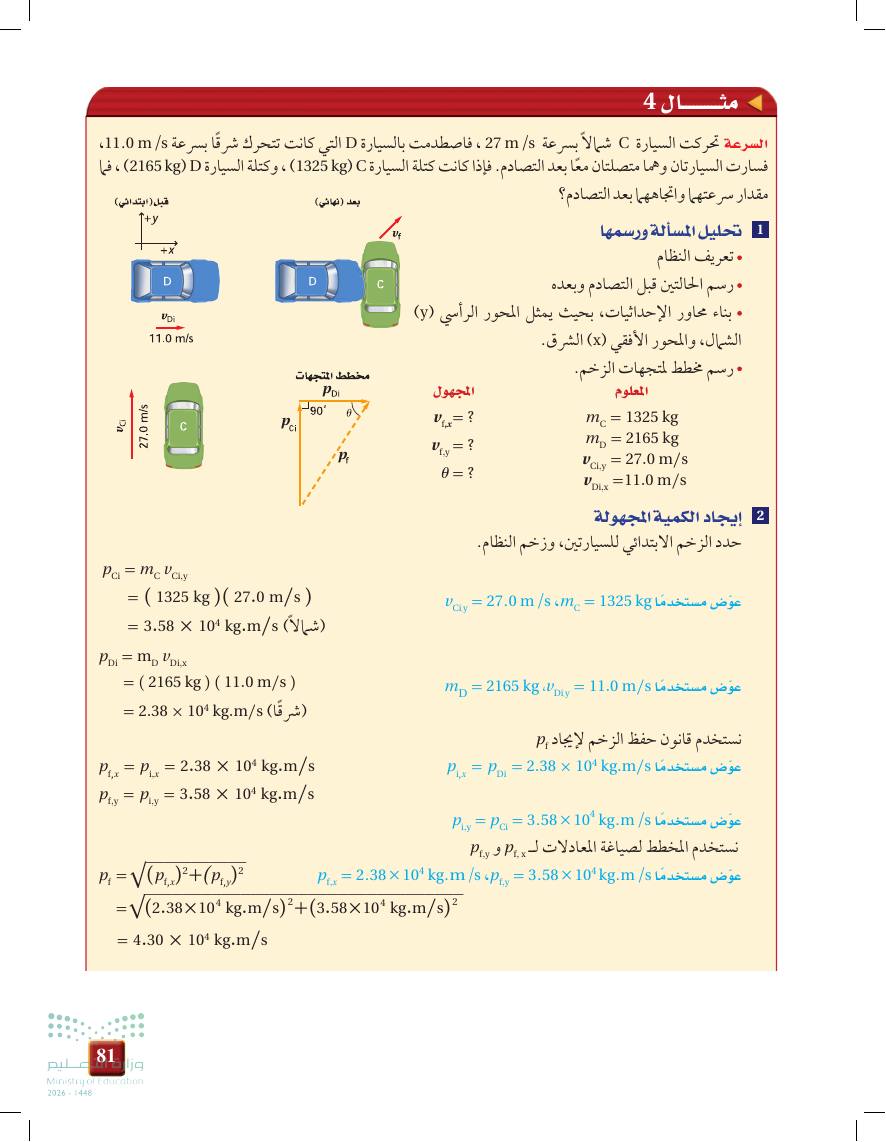 مثــــــال 4
السرعة تحركت السيارة C شمالاً بسرعة 27 m/s ، فاصطدمت بالسيارة D التي كانت تتحرك شرقًا بسرعة 11.0 m/s،
فسارت السيارتان وهما متصلتان معًا بعد التصادم. فإذا كانت كتلة السيارة C (1325 kg) ، وكتلة السيارة D (2165 kg) ، فما
مقدار سرعتهما واتجاههما بعد التصادم؟
1 تحليل المسألة ورسمها
• تعريف النظام
• رسم الحالتين قبل التصادم وبعده
• بناء محاور الإحداثيات، بحيث يمثل المحور الرأسي (y)
الشمال، والمحور الأفقي (x) الشرق.
• رسم مخطط لمتجهات الزخم.
بعد (نهائي)
قبل (ابتدائي)
+y
+x
vf
D
C
D
vDi
11.0 m/s
vCi
27.0 m/s
C
مخطط المتجهات
pDi
90°
θ
pCi
pf
المعلوم
mC = 1325 kg
mD = 2165 kg
vCi,y = 27.0 m/s
vDi,x =11.0 m/s
المجهول
vf,x= ?
vf,y = ?
θ = ?
2 إيجاد الكمية المجهولة
حدد الزخم الابتدائي للسيارتين، وزخم النظام.
pCi = mC vCi,y
= ( 1325 kg )( 27.0 m/s )
عوّض مستخدمًا vCi y = 27.0 m /s ،mC = 1325 kg
= 3.58 × 10⁴ kg.m/s (شمالاً)
pDi = mD vDi,x
= ( 2165 kg ) ( 11.0 m/s )
عوّض مستخدمًا mD = 2165 kg ،vDi y = 11.0 m/s
= 2.38 × 10⁴ kg.m/s (شرقًا)
نستخدم قانون حفظ الزخم لإيجاد pf
pf,x = pi,x = 2.38 × 10⁴ kg.m/s
عوّض مستخدمًا pi,x = pDi = 2.38 × 10⁴ kg.m/s
pf,y = pi,y = 3.58 × 10⁴ kg.m/s
عوّض مستخدمًا pi,y = pCi = 3.58 × 10⁴ kg.m /s
نستخدم المخطط لصياغة المعادلات لـ pf, x و pf,y
pf = √(pf,x)²+(pf,y)²
عوّض مستخدمًا pf,x = 2.38 × 10⁴ kg.m /s ،pf,y = 3.58 × 10⁴ kg.m /s
=√(2.38×10⁴ kg.m/s)²+(3.58×10⁴ kg.m/s)²
= 4.30 × 10⁴ kg.m/s
81
وزارة التعليم
Ministry of Education
2026 - 1448